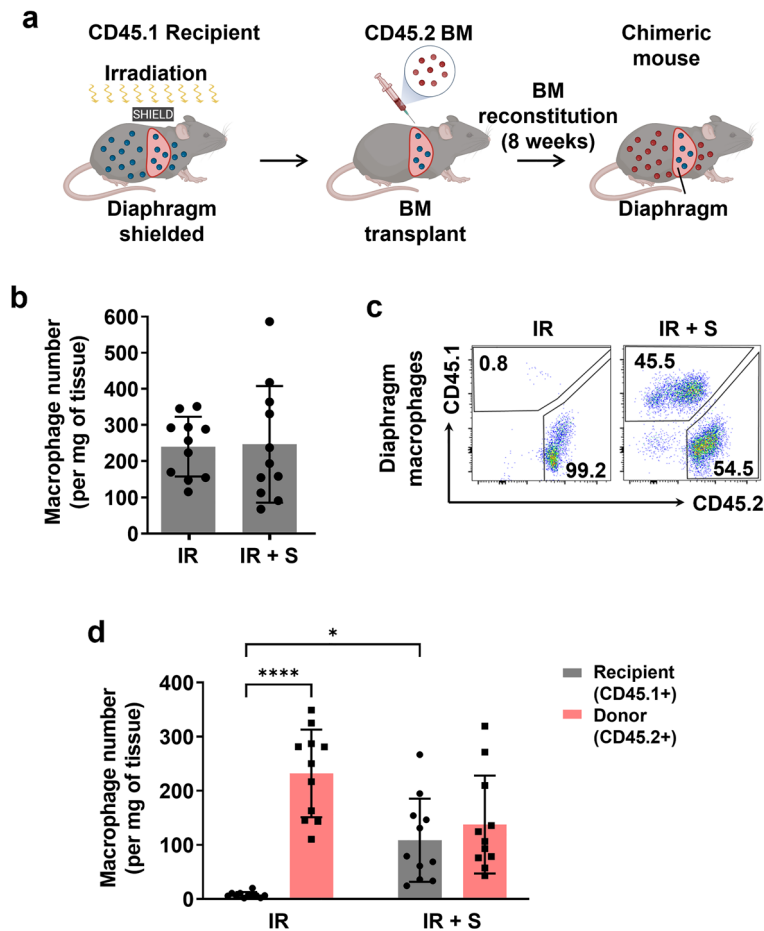 a
CD45.1 Recipient
CD45.2 BM
Chimeric
mouse
Irradiation
SHIELD
BM
reconstitution
(8 weeks)
Diaphragm
shielded
BM
transplant
Diaphragm
b
Macrophage number
(per mg of tissue)
600
500
400
300
200
100
0
IR
IR + S
c
IR
IR + S
Diaphragm
macrophages
CD45.1
0.8
99.2
45.5
54.5
CD45.2
d
*
****
Macrophage number
(per mg of tissue)
400
300
200
100
0
IR
IR + S
Recipient
(CD45.1+)
Donor
(CD45.2+)